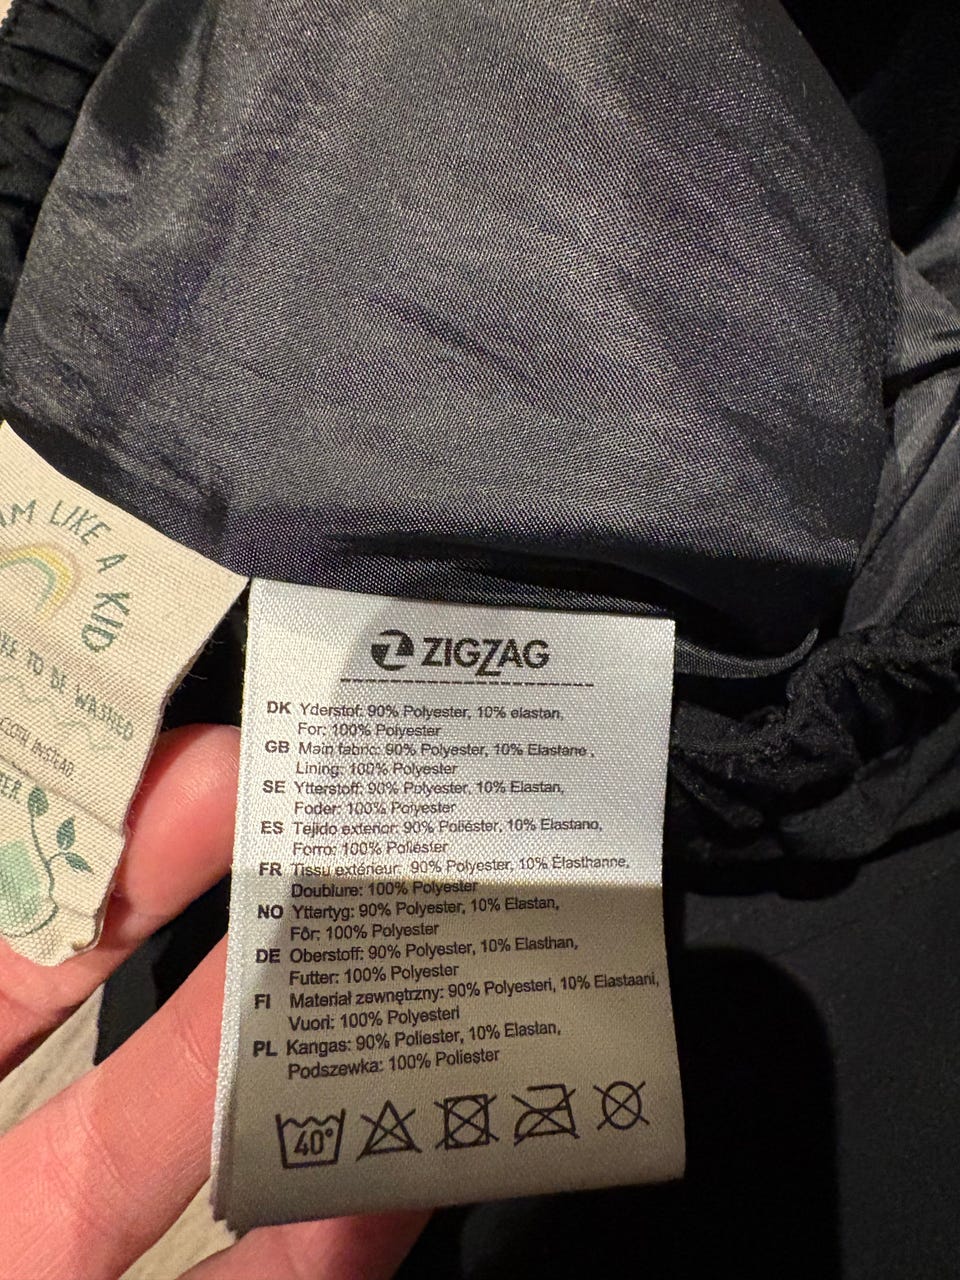 AM LIKE A KID
TO BE WASHED
CLOTH INSTEAD
ZIGZAG
DK Yderstof: 90% Polyester, 10% elastan,
For: 100% Polyester
GB Main fabric: 90% Polyester, 10% Elastane,
Lining: 100% Polyester
SE Ytterstoff: 90% Polyester, 10% Elastan,
Foder: 100% Polyester
ES Tejido exterior: 90% Poliéster, 10% Elastano,
Forro: 100% Poliéster
FR Tissu extérieur: 90% Polyester, 10% Élasthanne,
Doublure: 100% Polyester
NO Yttertyg: 90% Polyester, 10% Elastan,
Fôr: 100% Polyester
DE Oberstoff: 90% Polyester, 10% Elasthan,
Futter: 100% Polyester
FI Materiał zewnętrzny: 90% Polyesteri, 10% Elastaani,
Vuori: 100% Polyesteri
PL Kangas: 90% Poliester, 10% Elastan,
Podszewka: 100% Poliester
40°